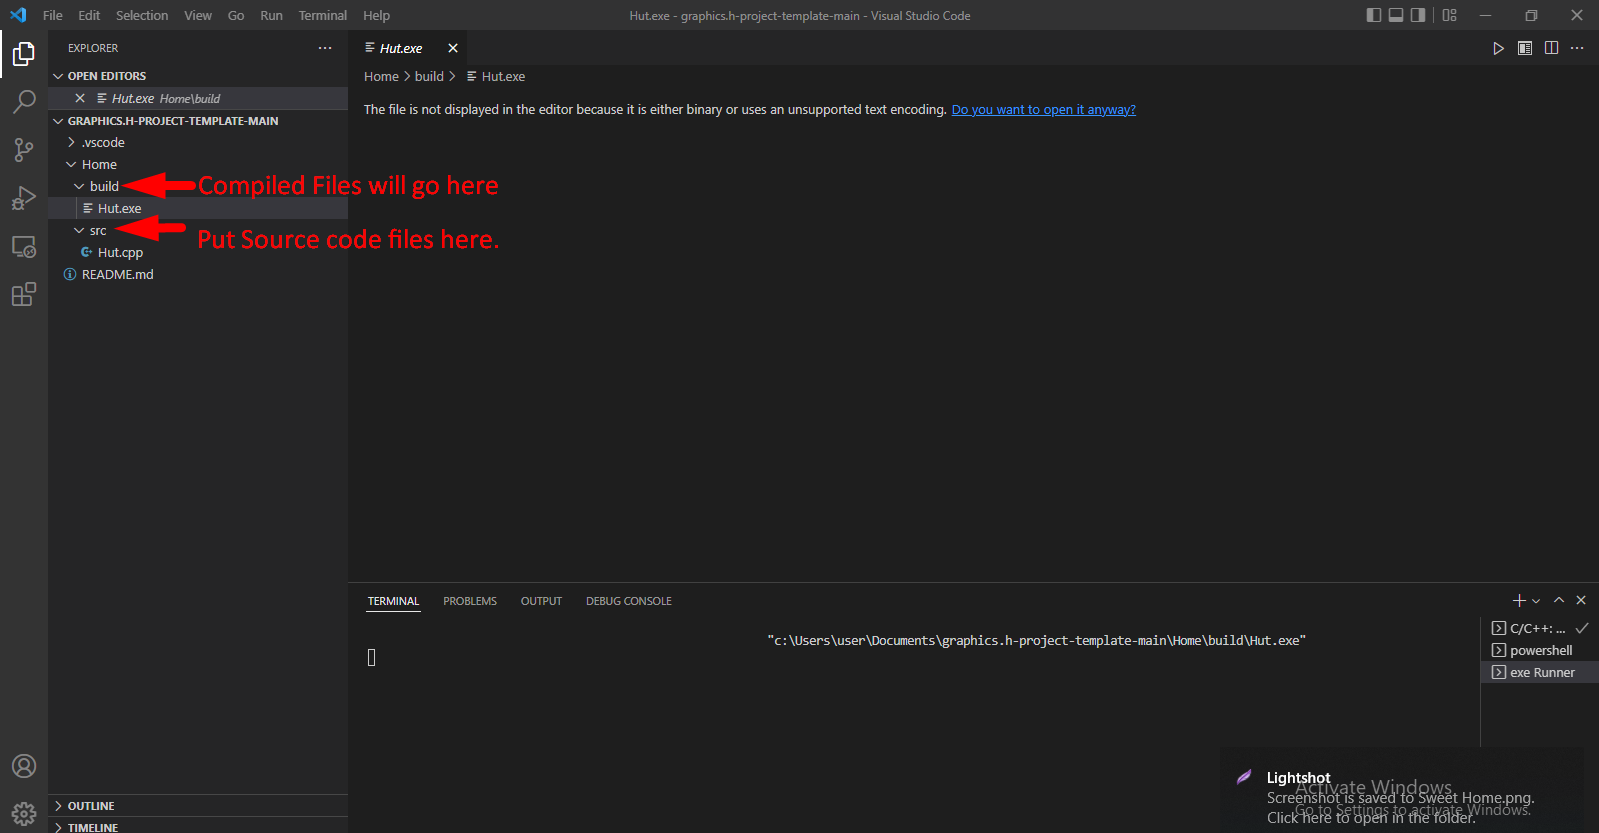 File Edit Selection View Go Run Terminal Help
Hut.exe - graphics.h-project-template-main - Visual Studio Code
EXPLORER
OPEN EDITORS
Hut.exe Home\build
GRAPHICS.H-PROJECT-TEMPLATE-MAIN
.vscode
Home
build
Compiled Files will go here
Hut.exe
src
Put Source code files here.
Hut.cpp
README.md
OUTLINE
TIMELINE
Hut.exe
Home > build > Hut.exe
The file is not displayed in the editor because it is either binary or uses an unsupported text encoding. Do you want to open it anyway?
TERMINAL PROBLEMS OUTPUT DEBUG CONSOLE
"c:\Users\user\Documents\graphics.h-project-template-main\Home\build\Hut.exe"
C/C++: ...
powershell
exe Runner
Lightshot
Activate Windows
Screenshot is saved to Sweet Home.png.
Go to Settings to activate Windows.
Click here to open in the folder.